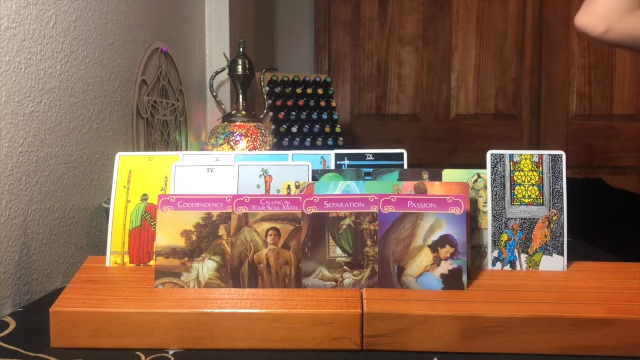 IX
IV
CODEPENDENCY
CALLING IN
YOUR SOUL MATE
SEPARATION
PASSION